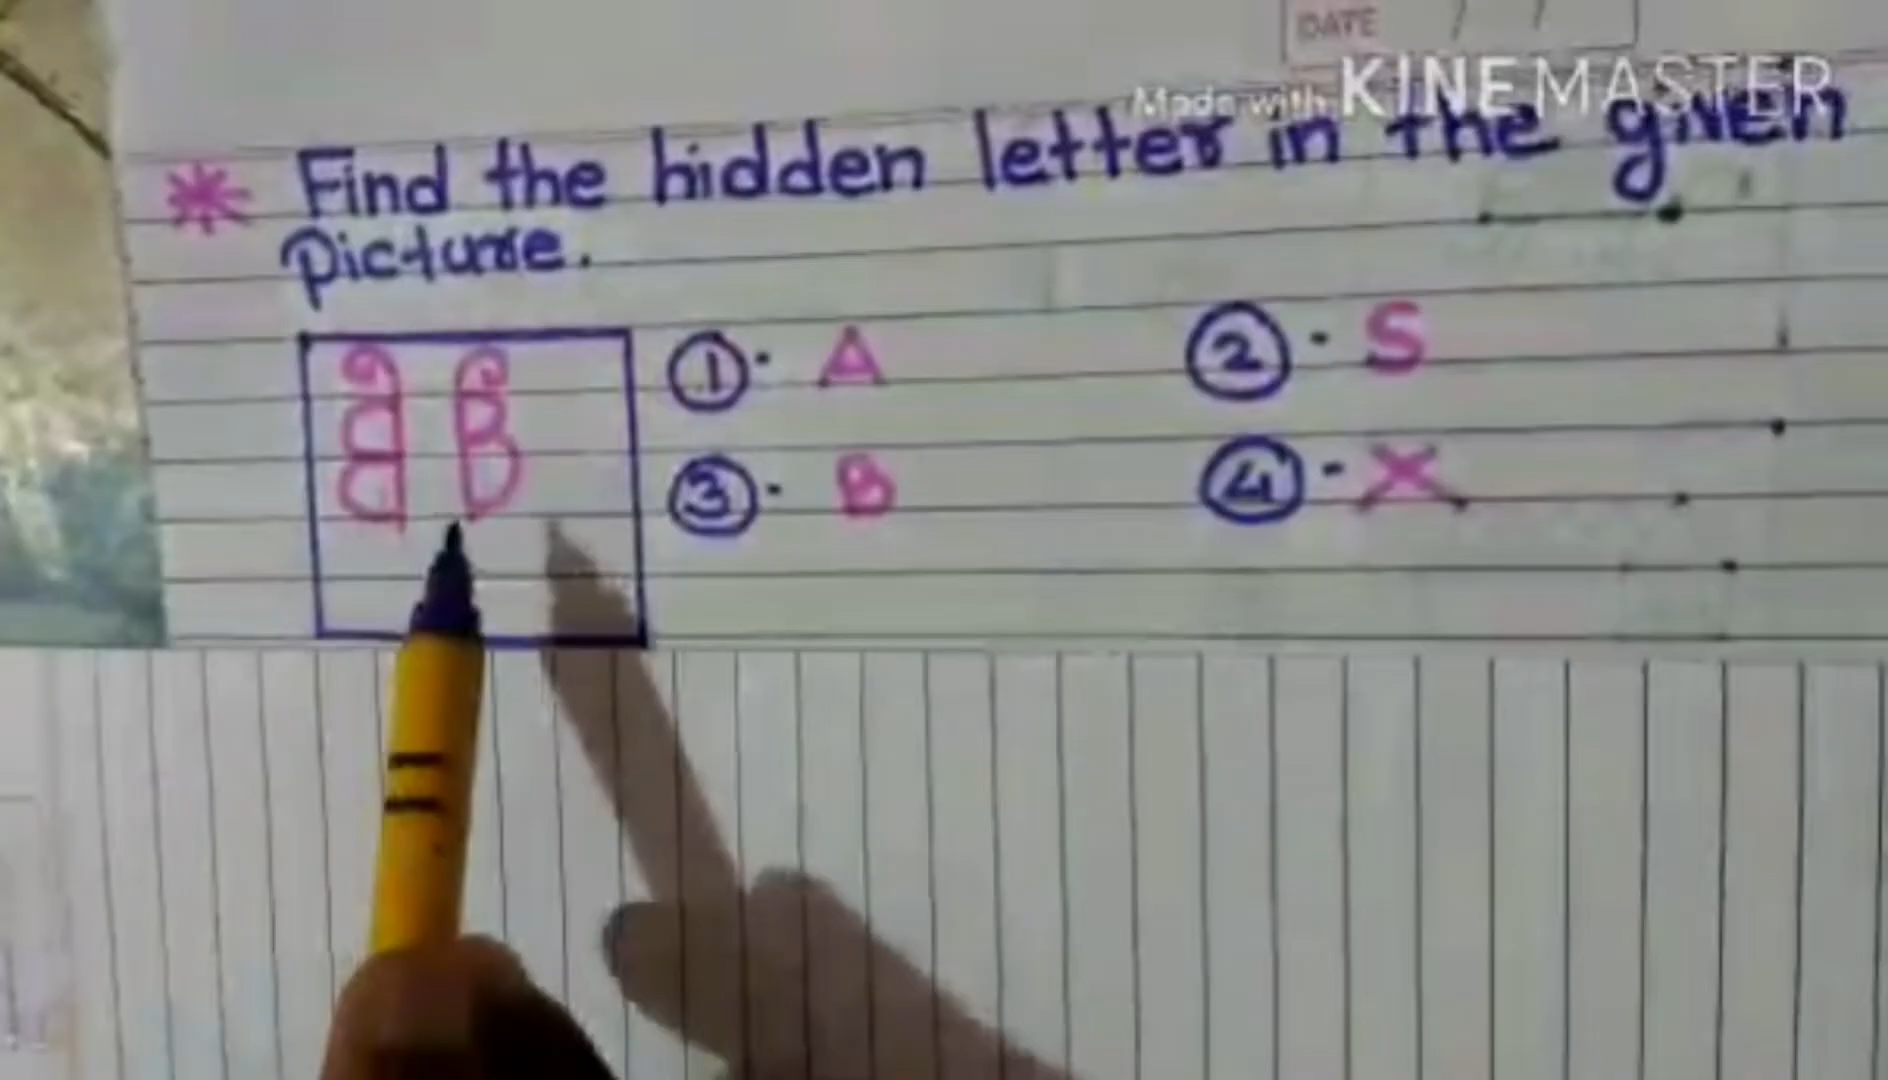 DATE / /
Made with KINEMASTER
* Find the hidden letter in the given
picture.
1 · A 2 · S
3 · B 4 · X